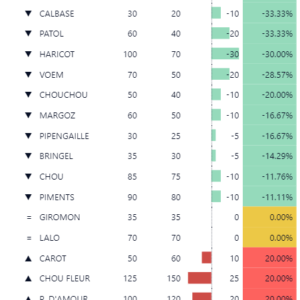 ▼ CALBASE 30 20 -10 -33.33%
▼ PATOL 60 40 -20 -33.33%
▼ HARICOT 100 70 -30 -30.00%
▼ VOEM 70 50 -20 -28.57%
▼ CHOUCHOU 50 40 -10 -20.00%
▼ MARGOZ 60 50 -10 -16.67%
▼ PIPENGAILLE 30 25 -5 -16.67%
▼ BRINGEL 35 30 -5 -14.29%
▼ CHOU 85 75 -10 -11.76%
▼ PIMENTS 90 80 -10 -11.11%
= GIROMON 35 35 0 0.00%
= LALO 70 70 0 0.00%
▲ CAROT 50 60 10 20.00%
▲ CHOU FLEUR 125 150 25 20.00%
▲ P. D'AMOUR 100 120 20 20.00%